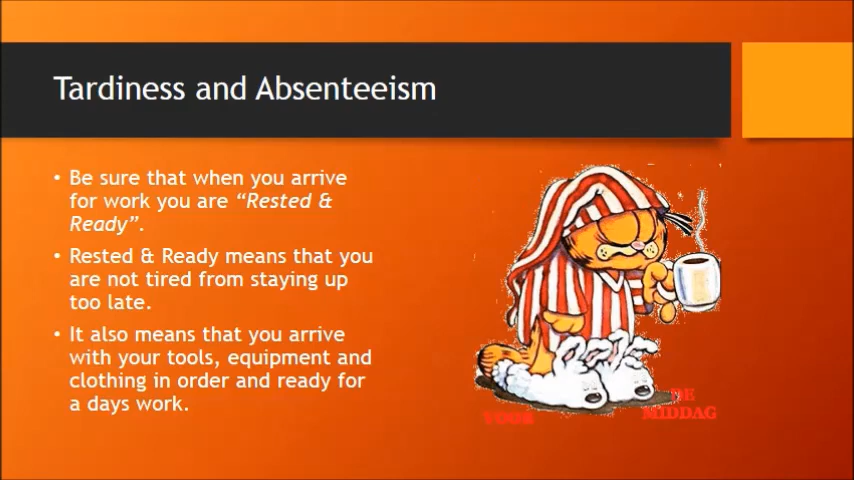 Tardiness and Absenteeism
• Be sure that when you arrive
for work you are “Rested &
Ready”.
• Rested & Ready means that you
are not tired from staying up
too late.
• It also means that you arrive
with your tools, equipment and
clothing in order and ready for
a days work.
DE
MIDDAG